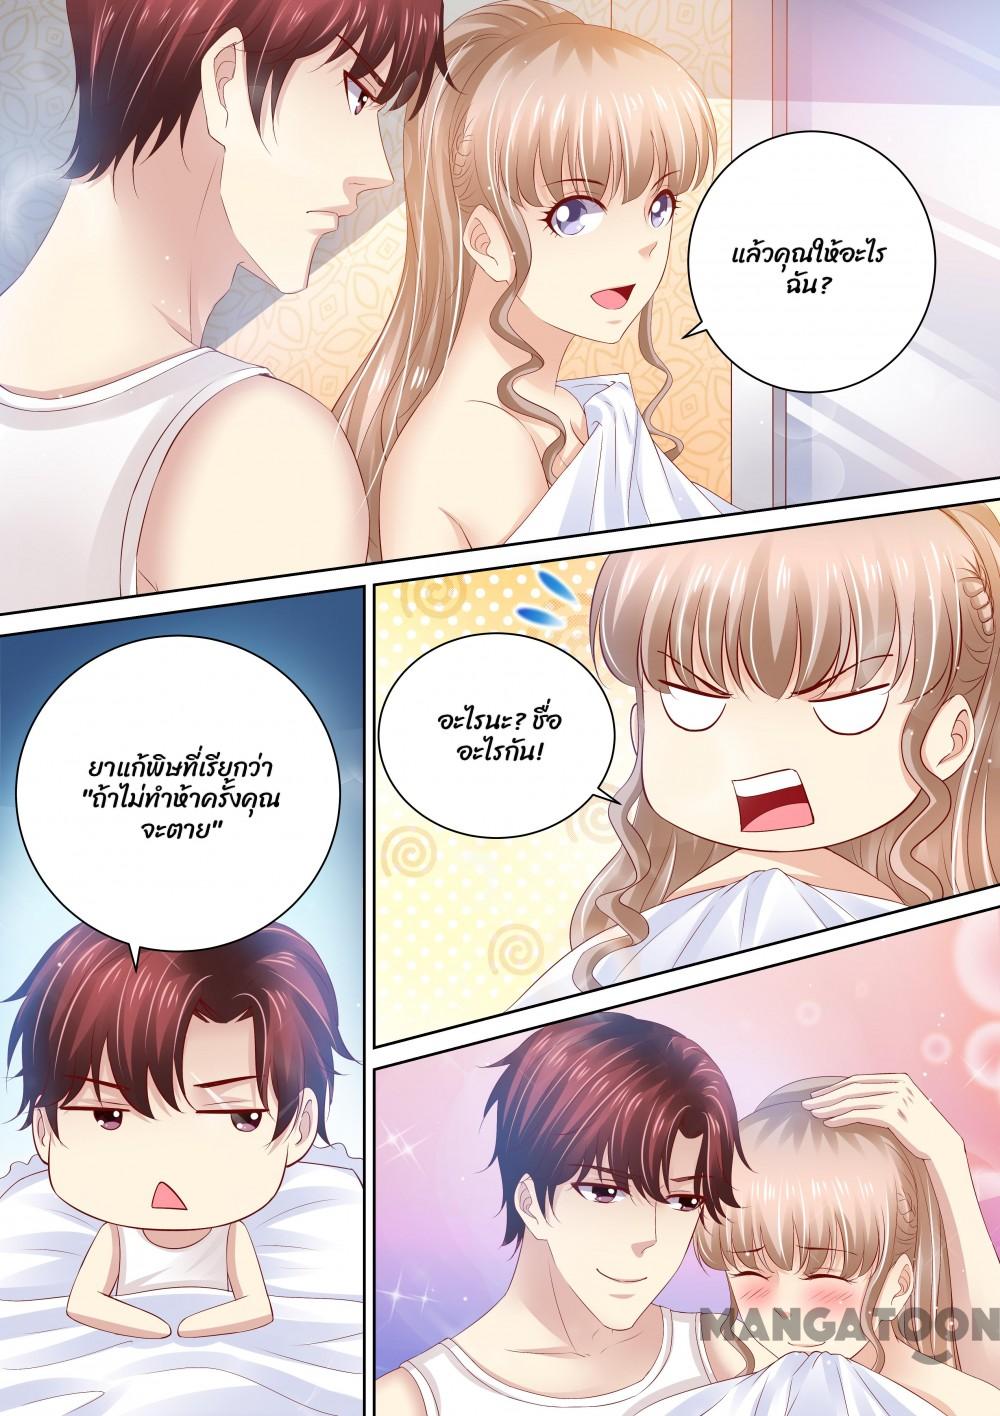 แล้วคุณให้อะไร
ฉัน?
ยาแก้พิษที่เรียกว่า
"ถ้าไม่ทำห้าครั้งคุณ
จะตาย"
อะไรนะ? ชื่อ
อะไรกัน!
MANGATOON